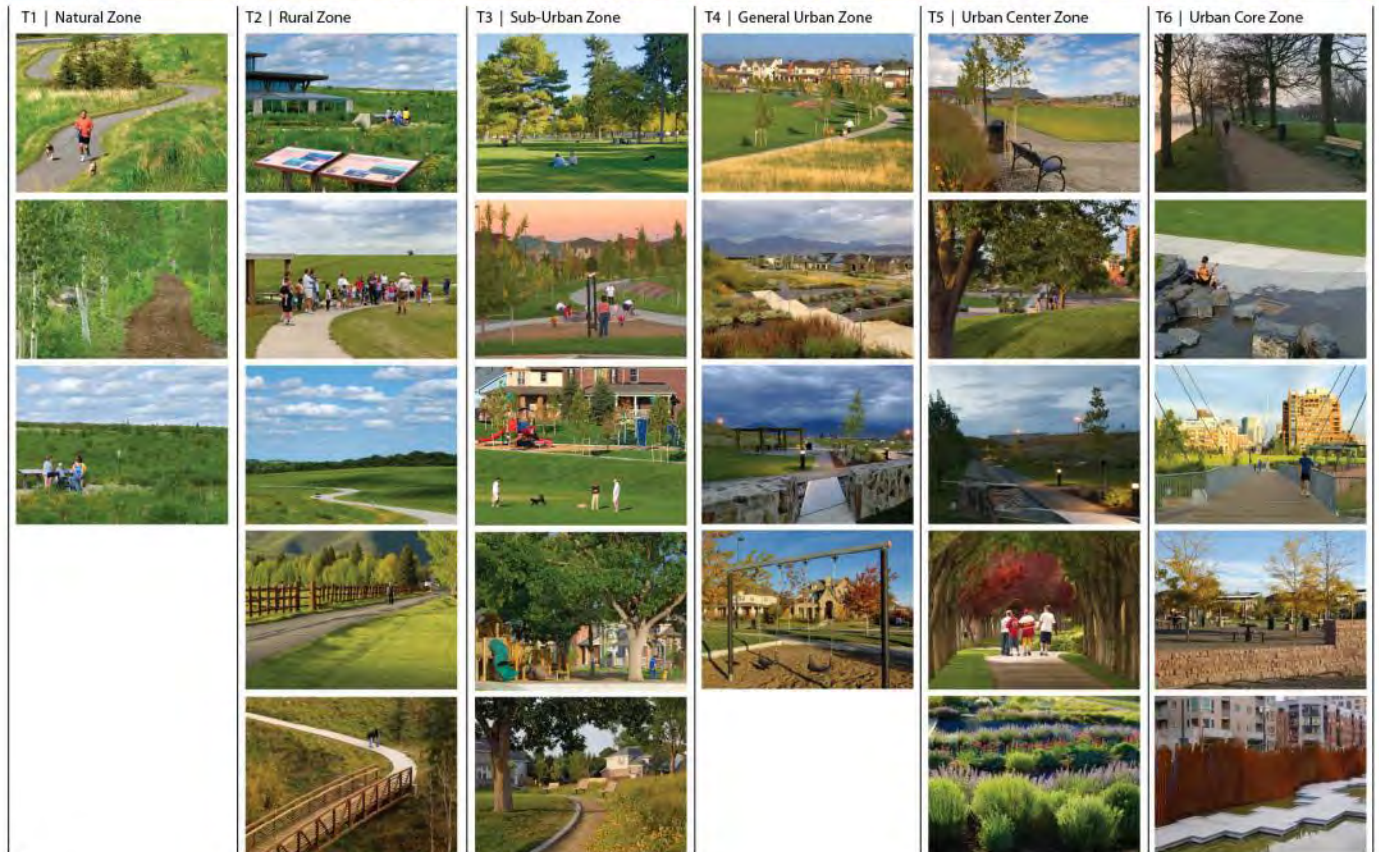 T1 | Natural Zone
T2 | Rural Zone
T3 | Sub-Urban Zone
T4 | General Urban Zone
T5 | Urban Center Zone
T6 | Urban Core Zone